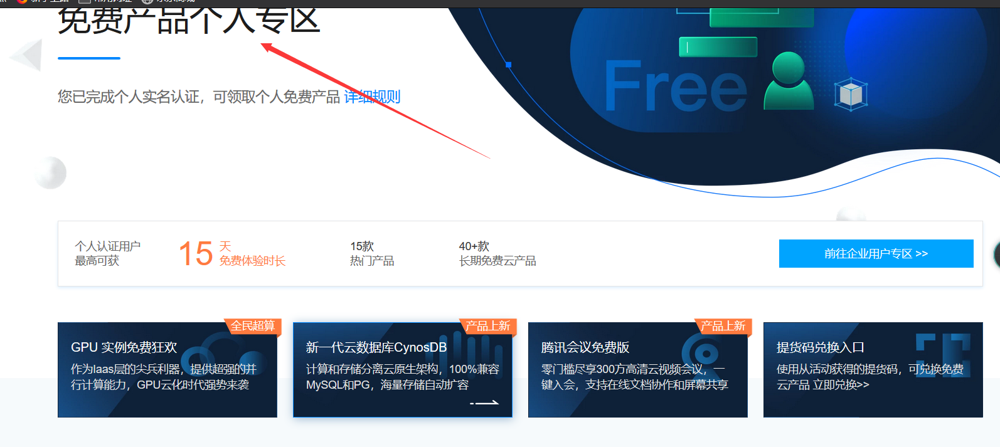 免费产品个人专区
您已完成个人实名认证，可领取个人免费产品 详细规则
Free
个人认证用户
最高可获
15 天
免费体验时长
15款
热门产品
40+款
长期免费云产品
前往企业用户专区 >>
全民超算
GPU 实例免费狂欢
作为Iaas层的尖兵利器，提供超强的并
行计算能力，GPU云化时代强势来袭
产品上新
新一代云数据库CynosDB
计算和存储分离云原生架构，100%兼容
MySQL和PG，海量存储自动扩容
产品上新
腾讯会议免费版
零门槛尽享300方高清云视频会议，一
键入会，支持在线文档协作和屏幕共享
提货码兑换入口
使用从活动获得的提货码，可兑换免费
云产品 立即兑换>>